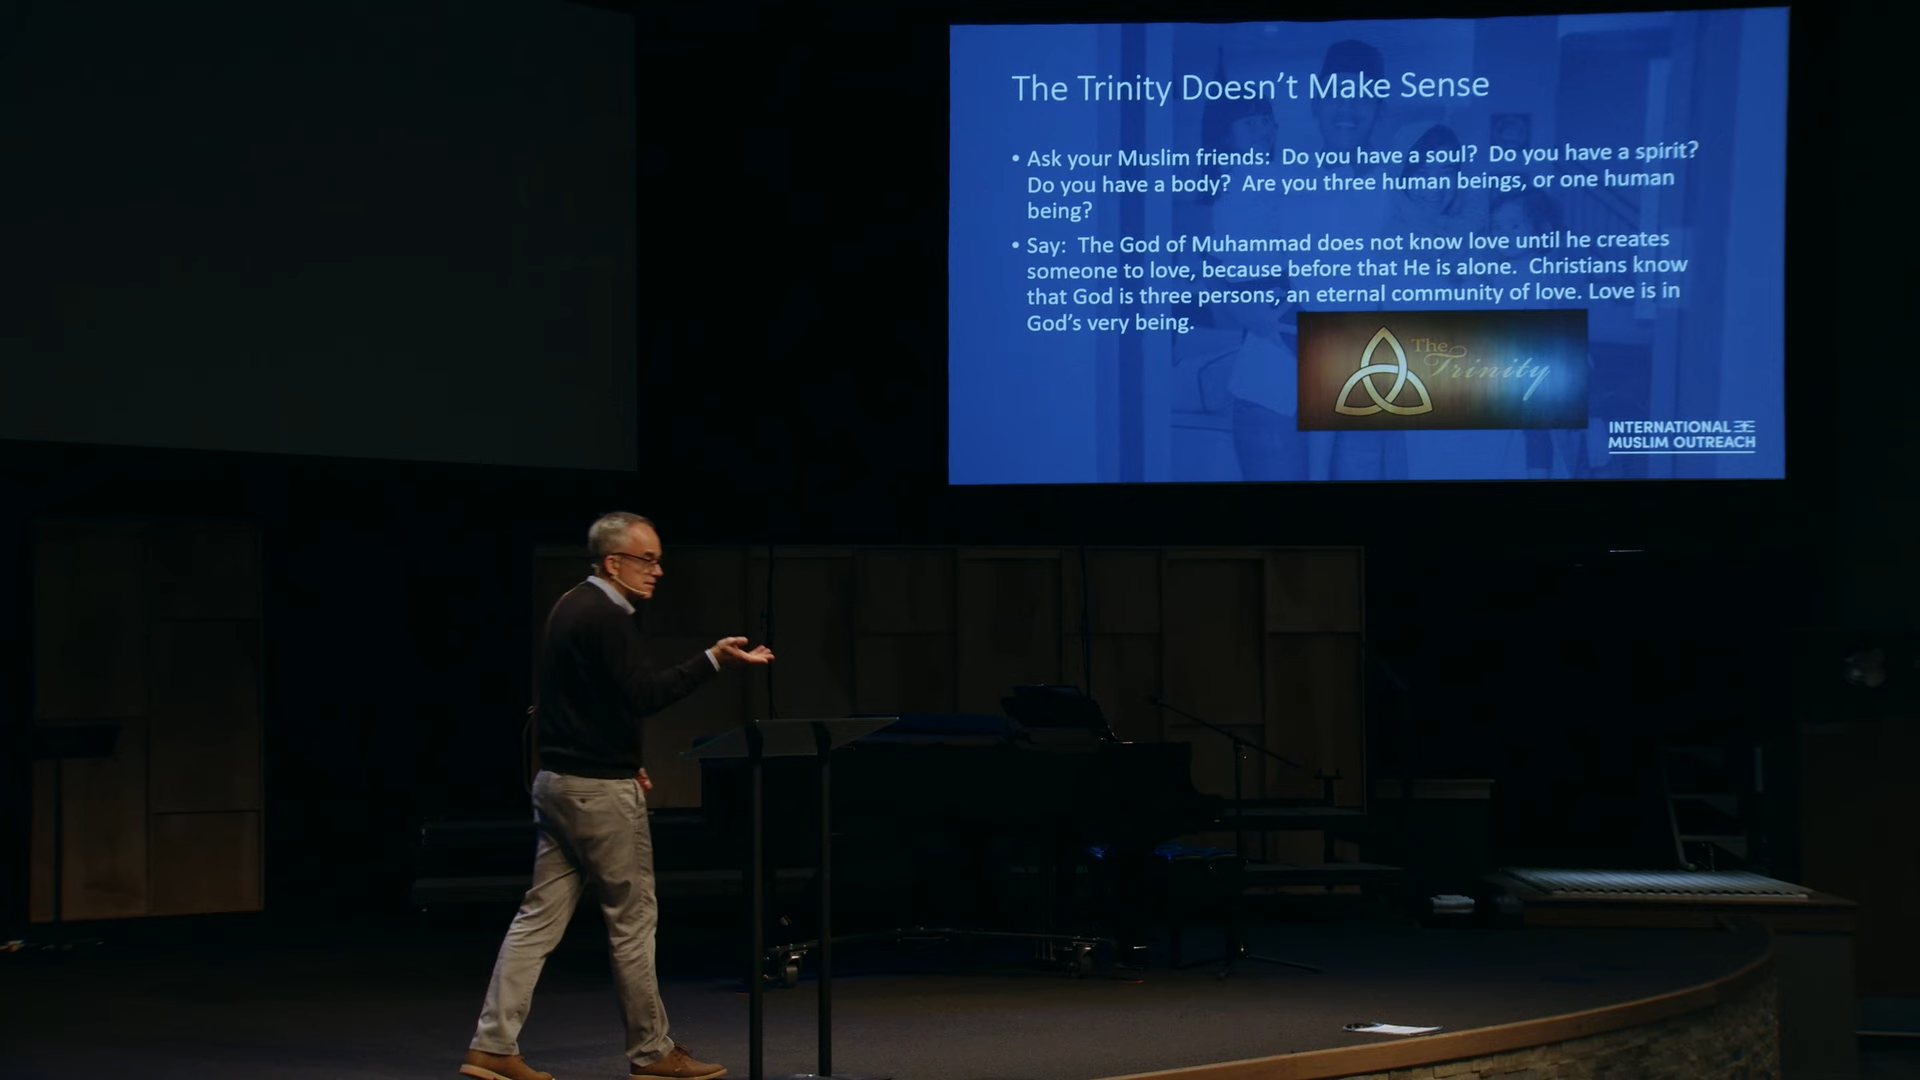 The Trinity Doesn't Make Sense
• Ask your Muslim friends: Do you have a soul? Do you have a spirit?
Do you have a body? Are you three human beings, or one human
being?
• Say: The God of Muhammad does not know love until he creates
someone to love, because before that He is alone. Christians know
that God is three persons, an eternal community of love. Love is in
God's very being.
The
Trinity
INTERNATIONAL
MUSLIM OUTREACH